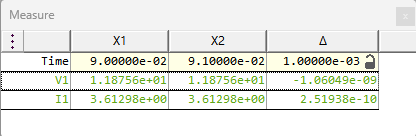 Measure x
X1 X2 Δ
Time 9.00000e-02 9.10000e-02 1.00000e-03
V1 1.18756e+01 1.18756e+01 -1.06049e-09
I1 3.61298e+00 3.61298e+00 2.51938e-10